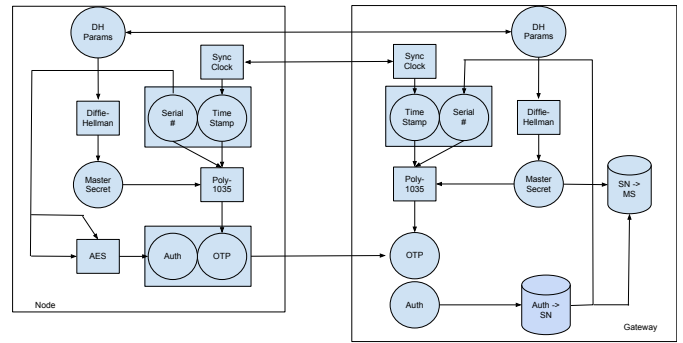 DH
Params
Sync
Clock
Serial
#
Time
Stamp
Diffie-
Hellman
Master
Secret
Poly-
1035
AES
Auth
OTP
Node
DH
Params
Sync
Clock
Time
Stamp
Serial
#
Diffie-
Hellman
Poly-
1035
Master
Secret
SN ->
MS
OTP
Auth
Auth ->
SN
Gateway